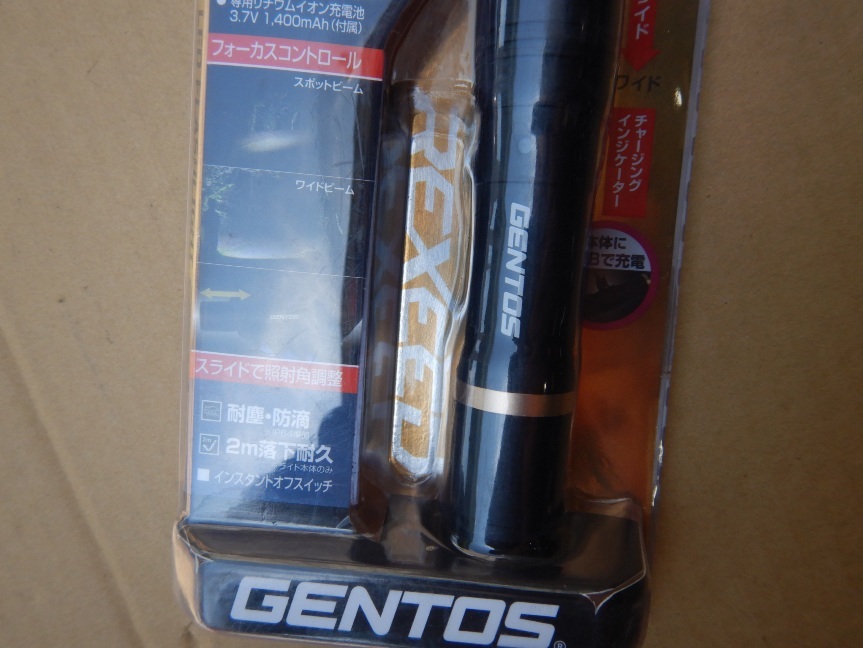 専用リチウムイオン充電池
3.7V 1,400mAh(付属)
フォーカスコントロール
スポットビーム
ワイドビーム
スライドで照射角調整
耐塵・防滴
2m落下耐久
ライト本体のみ
インスタントオフスイッチ
REXEED
GENTOS
イド
ワイド
チャージング
インジケーター
本体に
Bで充電
GENTOS®